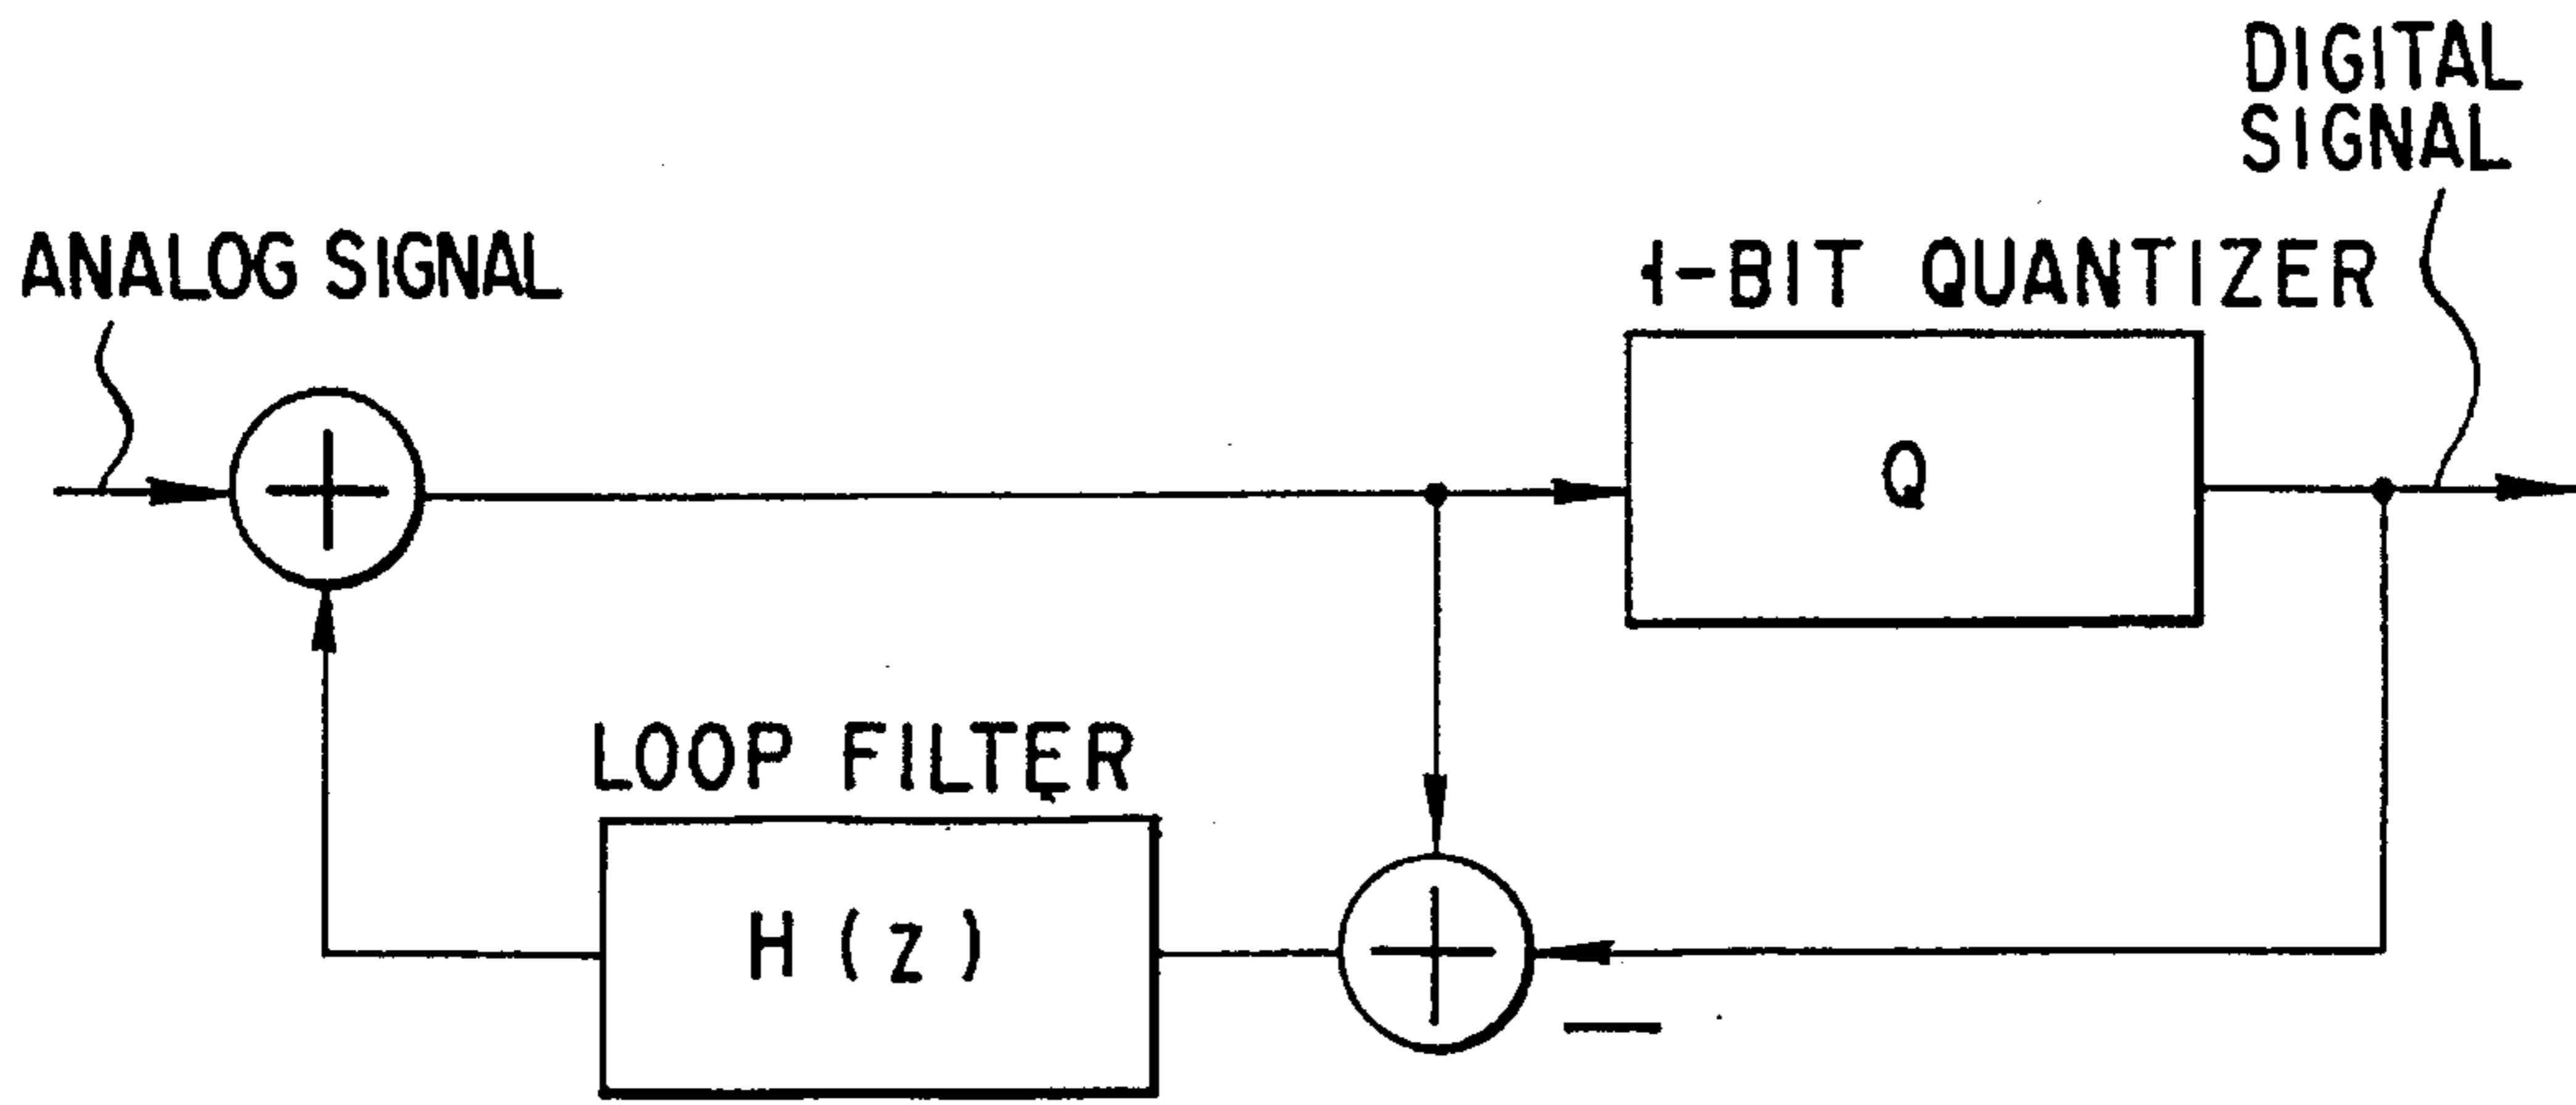 DIGITAL
SIGNAL
ANALOG SIGNAL
1-BIT QUANTIZER
Q
LOOP FILTER
H(z)